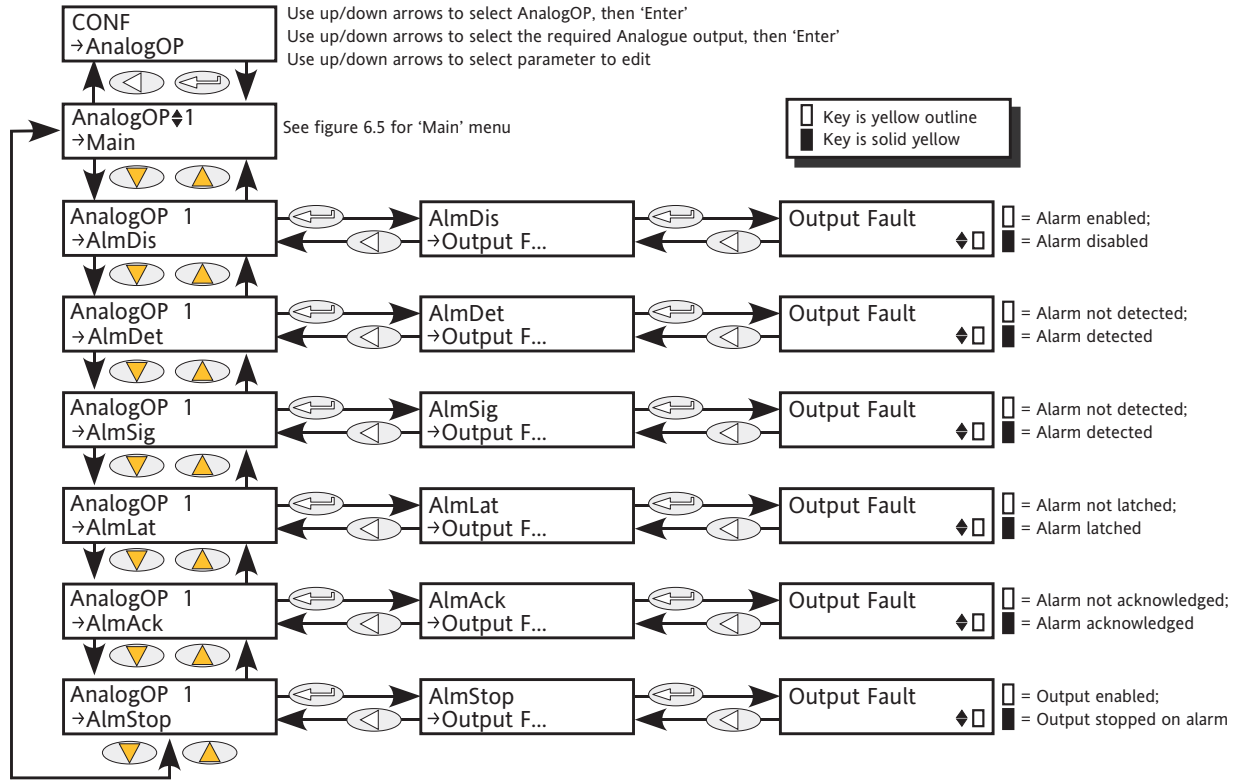 CONF
→AnalogOP
Use up/down arrows to select AnalogOP, then ‘Enter’
Use up/down arrows to select the required Analogue output, then ‘Enter’
Use up/down arrows to select parameter to edit
AnalogOP 1
→Main
See figure 6.5 for ‘Main’ menu
Key is yellow outline
Key is solid yellow
AnalogOP 1
→AlmDis
AlmDis
→Output F...
Output Fault
= Alarm enabled;
= Alarm disabled
AnalogOP 1
→AlmDet
AlmDet
→Output F...
Output Fault
= Alarm not detected;
= Alarm detected
AnalogOP 1
→AlmSig
AlmSig
→Output F...
Output Fault
= Alarm not detected;
= Alarm detected
AnalogOP 1
→AlmLat
AlmLat
→Output F...
Output Fault
= Alarm not latched;
= Alarm latched
AnalogOP 1
→AlmAck
AlmAck
→Output F...
Output Fault
= Alarm not acknowledged;
= Alarm acknowledged
AnalogOP 1
→AlmStop
AlmStop
→Output F...
Output Fault
= Output enabled;
= Output stopped on alarm